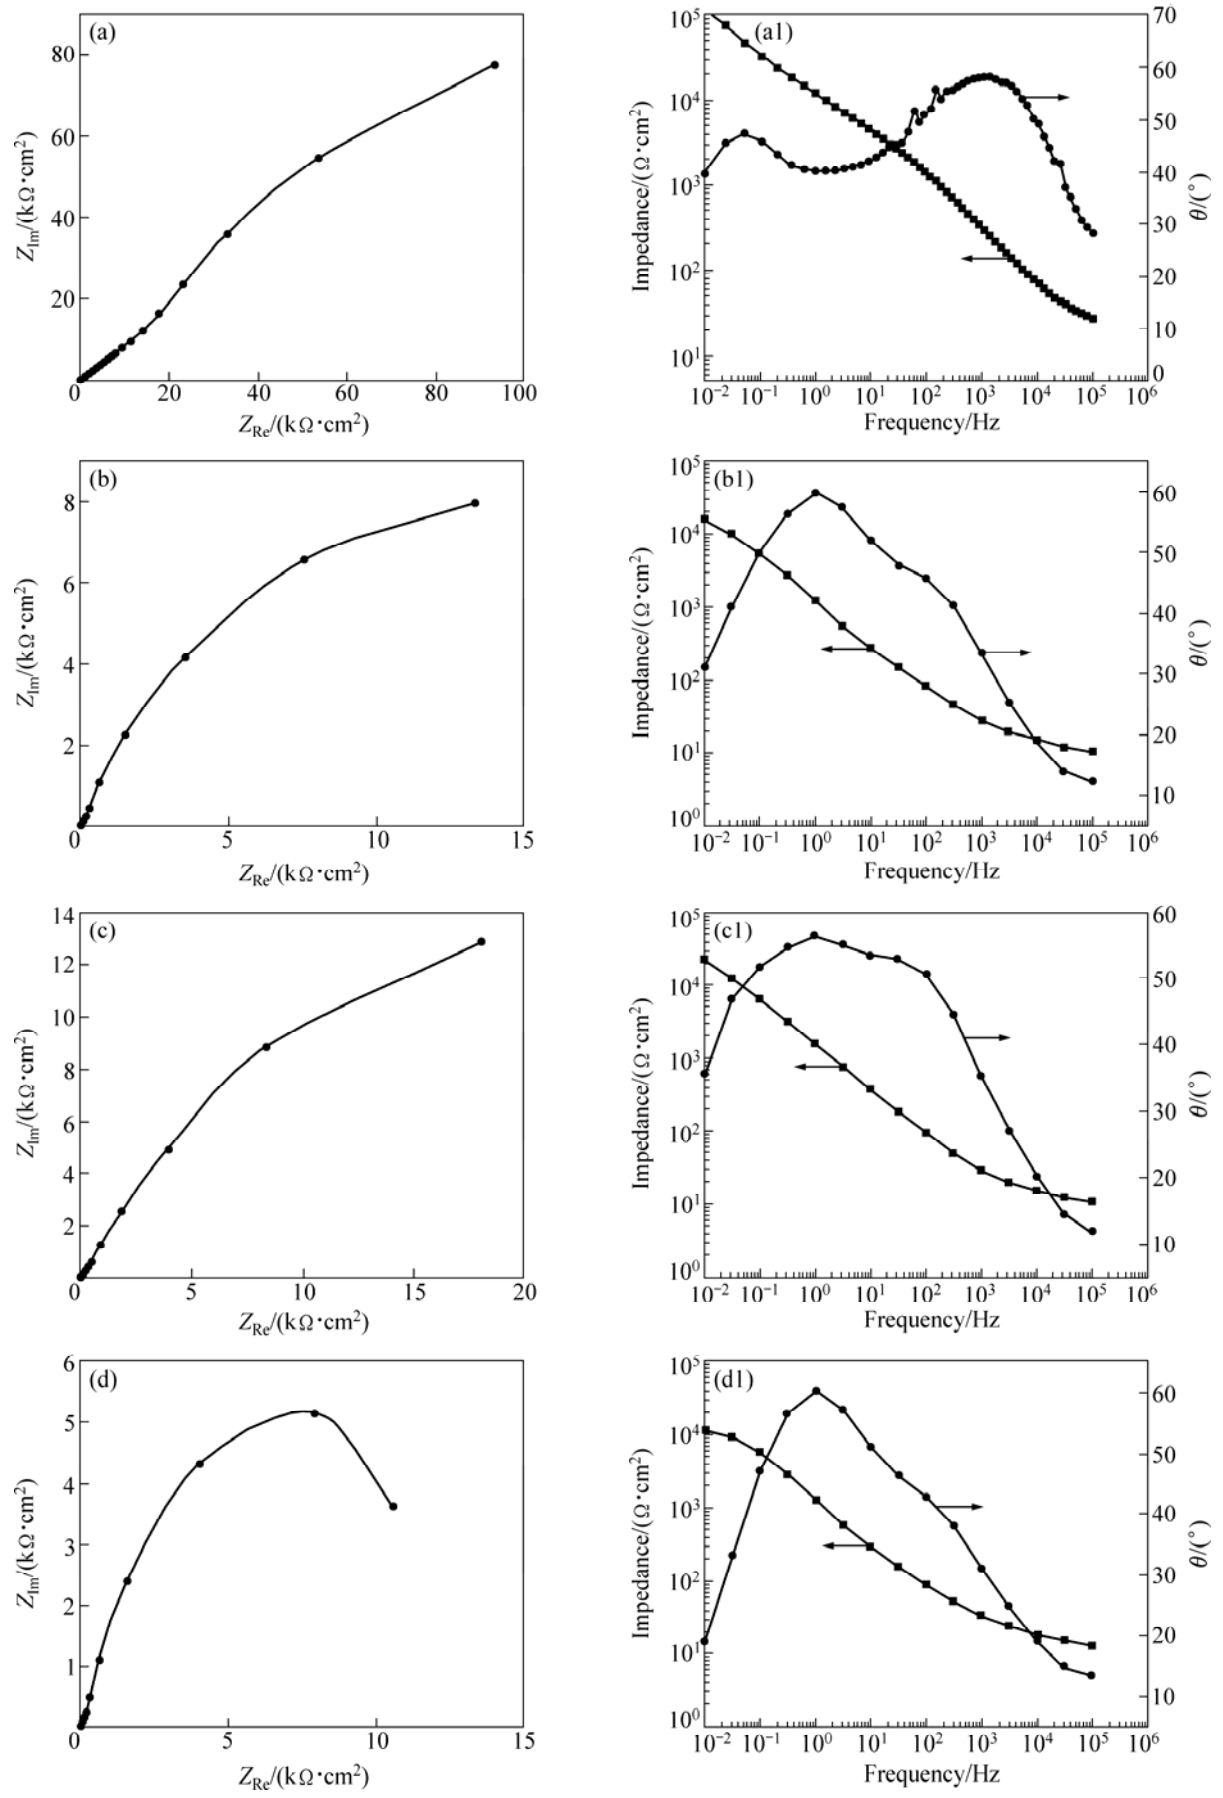 (a)
80
60
40
20
0
20
40
60
80
100
Z_Im/(kΩ·cm²)
Z_Re/(kΩ·cm²)
(a1)
10⁵
10⁴
10³
10²
10¹
70
60
50
40
30
20
10
0
10⁻² 10⁻¹ 10⁰ 10¹ 10² 10³ 10⁴ 10⁵ 10⁶
Impedance/(Ω·cm²)
θ/(°)
Frequency/Hz
(b)
8
6
4
2
0
5
10
15
Z_Im/(kΩ·cm²)
Z_Re/(kΩ·cm²)
(b1)
10⁵
10⁴
10³
10²
10¹
10⁰
60
50
40
30
20
10
10⁻² 10⁻¹ 10⁰ 10¹ 10² 10³ 10⁴ 10⁵ 10⁶
Impedance/(Ω·cm²)
θ/(°)
Frequency/Hz
(c)
14
12
10
8
6
4
2
0
5
10
15
20
Z_Im/(kΩ·cm²)
Z_Re/(kΩ·cm²)
(c1)
10⁵
10⁴
10³
10²
10¹
10⁰
60
50
40
30
20
10
10⁻² 10⁻¹ 10⁰ 10¹ 10² 10³ 10⁴ 10⁵ 10⁶
Impedance/(Ω·cm²)
θ/(°)
Frequency/Hz
(d)
6
5
4
3
2
1
0
5
10
15
Z_Im/(kΩ·cm²)
Z_Re/(kΩ·cm²)
(d1)
10⁵
10⁴
10³
10²
10¹
10⁰
60
50
40
30
20
10
10⁻² 10⁻¹ 10⁰ 10¹ 10² 10³ 10⁴ 10⁵ 10⁶
Impedance/(Ω·cm²)
θ/(°)
Frequency/Hz